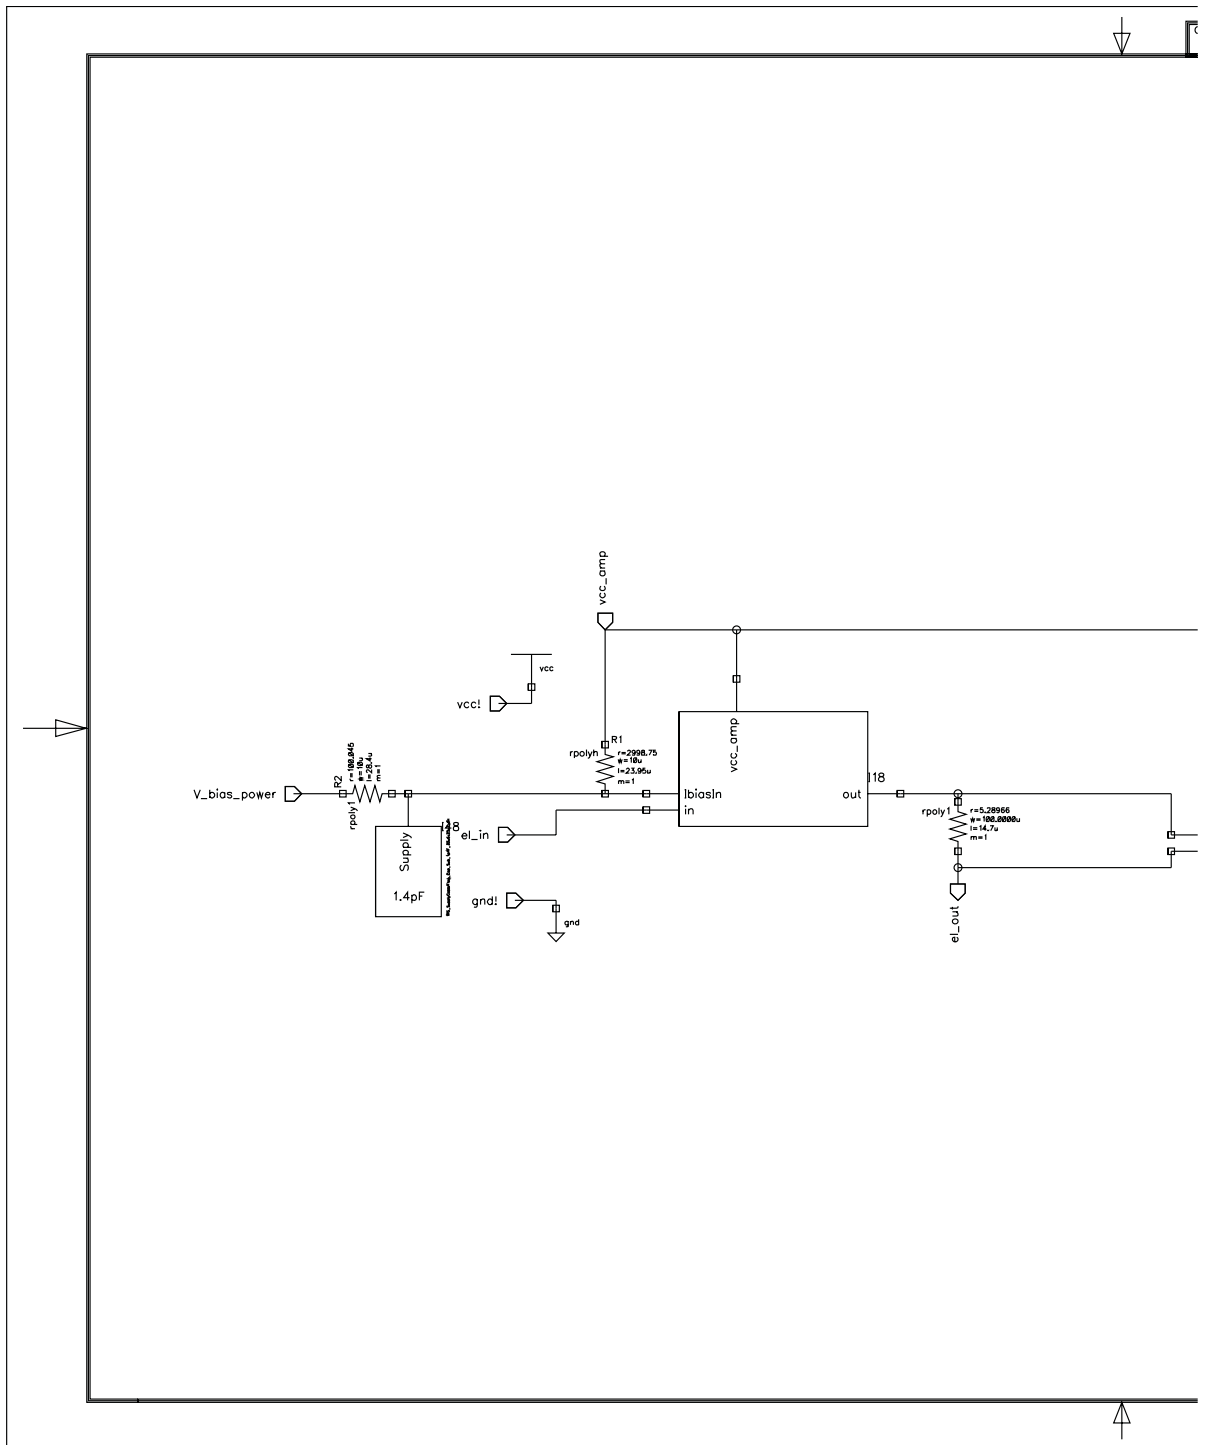 vcc_amp
vcc
vcc!
R1
rpolyh
r=2998.75
w=10u
l=23.95u
m=1
vcc_amp
I18
R2
r=100.045
w=10u
l=28.4u
m=1
rpoly1
V_bias_power
IbiasIn
in
out
rpoly1
r=5.28966
w=100.0000u
l=14.7u
m=1
el_in
Supply
1.4pF
gnd!
gnd
el_out